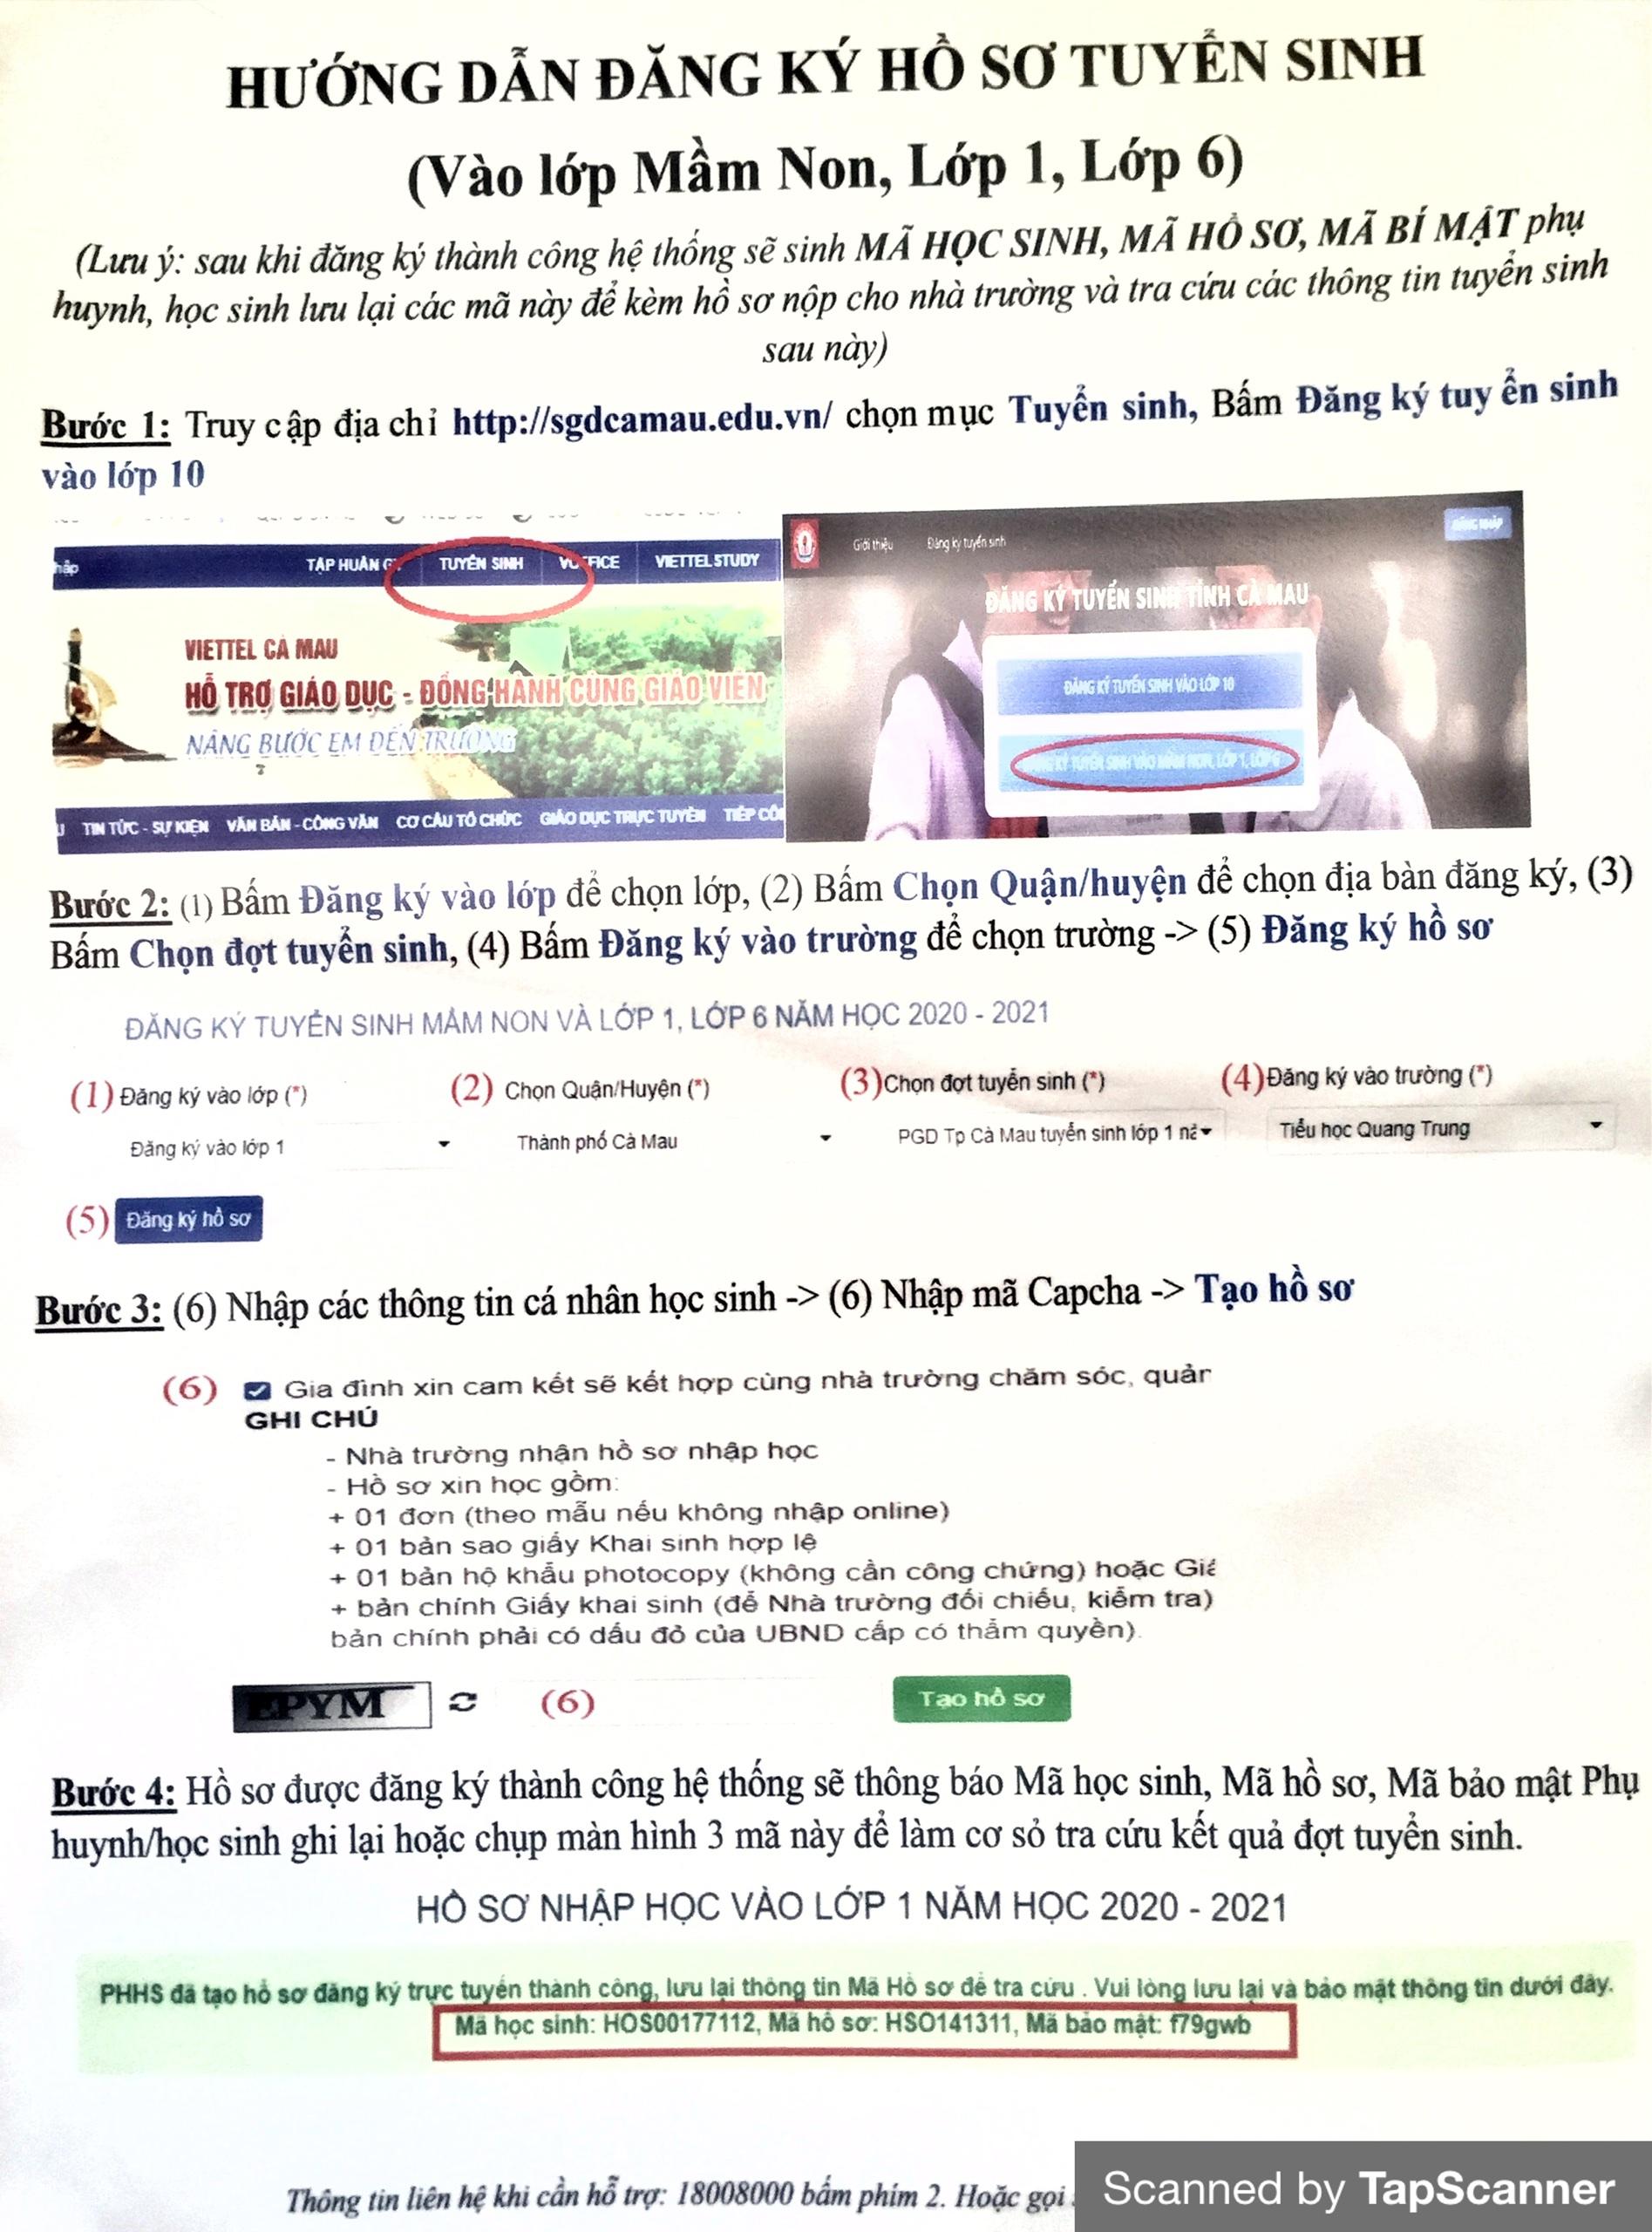 HƯỚNG DẪN ĐĂNG KÝ HỒ SƠ TUYỂN SINH
(Vào lớp Mầm Non, Lớp 1, Lớp 6)
(Lưu ý: sau khi đăng ký thành công hệ thống sẽ sinh MÃ HỌC SINH, MÃ HỒ SƠ, MÃ BÍ MẬT phụ
huynh, học sinh lưu lại các mã này để kèm hồ sơ nộp cho nhà trường và tra cứu các thông tin tuyển sinh
sau này)
Bước 1: Truy cập địa chỉ http://sgdcamau.edu.vn/ chọn mục Tuyển sinh, Bấm Đăng ký tuy ển sinh
vào lớp 10
TẬP HUẤN TUYỂN SINH VIETTEL STUDY
VIETTEL CÀ MAU
HỖ TRỢ GIÁO DỤC - ĐỒNG HÀNH CÙNG GIÁO VIÊN
NÂNG BƯỚC EM ĐẾN TRƯỜNG
TIN TỨC - SỰ KIỆN VĂN BẢN - CÔNG VĂN CƠ CẤU TỔ CHỨC GIÁO DỤC TRỰC TUYẾN TIẾP
Giới thiệu Đăng ký tuyển sinh ĐĂNG NHẬP
ĐĂNG KÝ TUYỂN SINH TỈNH CÀ MAU
ĐĂNG KÝ TUYỂN SINH VÀO LỚP 10
KÝ TUYỂN SINH VÀO MẦM NON, LỚP 1, LỚP 6
Bước 2: (1) Bấm Đăng ký vào lớp để chọn lớp, (2) Bấm Chọn Quận/huyện để chọn địa bàn đăng ký, (3)
Bấm Chọn đợt tuyển sinh, (4) Bấm Đăng ký vào trường để chọn trường -> (5) Đăng ký hồ sơ
ĐĂNG KÝ TUYỂN SINH MẦM NON VÀ LỚP 1, LỚP 6 NĂM HỌC 2020 - 2021
(1) Đăng ký vào lớp (*) (2) Chọn Quận/Huyện (*) (3) Chọn đợt tuyển sinh (*) (4) Đăng ký vào trường (*)
Đăng ký vào lớp 1 Thành phố Cà Mau PGD Tp Cà Mau tuyển sinh lớp 1 nă Tiểu học Quang Trung
(5) Đăng ký hồ sơ
Bước 3: (6) Nhập các thông tin cá nhân học sinh -> (6) Nhập mã Capcha -> Tạo hồ sơ
(6) Gia đình xin cam kết sẽ kết hợp cùng nhà trường chăm sóc, quản
GHI CHÚ
- Nhà trường nhận hồ sơ nhập học
- Hồ sơ xin học gồm:
+ 01 đơn (theo mẫu nếu không nhập online)
+ 01 bản sao giấy Khai sinh hợp lệ
+ 01 bản hộ khẩu photocopy (không cần công chứng) hoặc Giấ
+ bản chính Giấy khai sinh (để Nhà trường đối chiếu, kiểm tra)
bản chính phải có dấu đỏ của UBND cấp có thẩm quyền).
EPYM (6) Tạo hồ sơ
Bước 4: Hồ sơ được đăng ký thành công hệ thống sẽ thông báo Mã học sinh, Mã hồ sơ, Mã bảo mật Phụ
huynh/học sinh ghi lại hoặc chụp màn hình 3 mã này để làm cơ sỏ tra cứu kết quả đợt tuyển sinh.
HỒ SƠ NHẬP HỌC VÀO LỚP 1 NĂM HỌC 2020 - 2021
PHHS đã tạo hồ sơ đăng ký trực tuyến thành công, lưu lại thông tin Mã Hồ sơ để tra cứu . Vui lòng lưu lại và bảo mật thông tin dưới đây.
Mã học sinh: HOS00177112, Mã hồ sơ: HSO141311, Mã bảo mật: f79gwb
Thông tin liên hệ khi cần hỗ trợ: 18008000 bấm phím 2. Hoặc gọi
Scanned by TapScanner